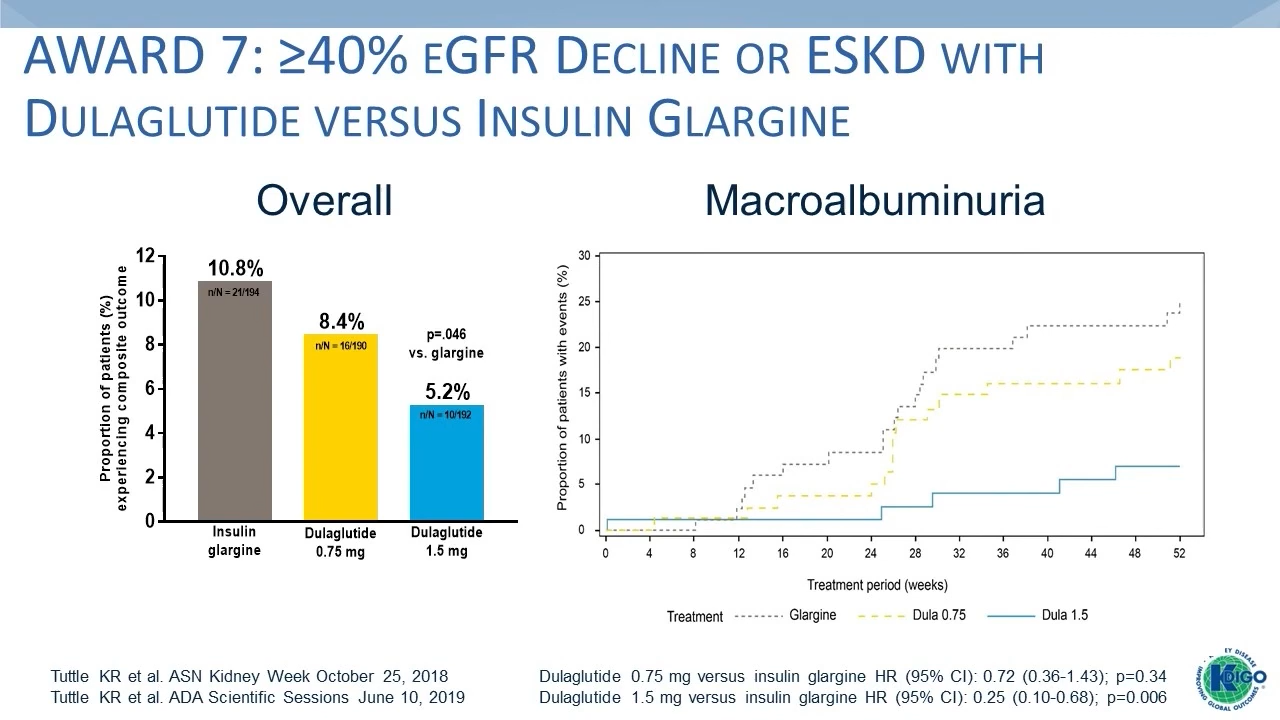 AWARD 7: ≥40% EGFR DECLINE OR ESKD WITH
DULAGLUTIDE VERSUS INSULIN GLARGINE
Overall
Proportion of patients (%)
experiencing composite outcome
12
10
8
6
4
2
0
10.8%
n/N = 21/194
8.4%
n/N = 16/190
p=.046
vs. glargine
5.2%
n/N = 10/192
Insulin
glargine
Dulaglutide
0.75 mg
Dulaglutide
1.5 mg
Macroalbuminuria
Proportion of patients with events (%)
30
25
20
15
10
5
0
0 4 8 12 16 20 24 28 32 36 40 44 48 52
Treatment period (weeks)
Treatment Glargine Dula 0.75 Dula 1.5
Tuttle KR et al. ASN Kidney Week October 25, 2018
Tuttle KR et al. ADA Scientific Sessions June 10, 2019
Dulaglutide 0.75 mg versus insulin glargine HR (95% CI): 0.72 (0.36-1.43); p=0.34
Dulaglutide 1.5 mg versus insulin glargine HR (95% CI): 0.25 (0.10-0.68); p=0.006
EY DISEASE
KDIGO
IMPROVING GLOBAL OUTCOMES
®